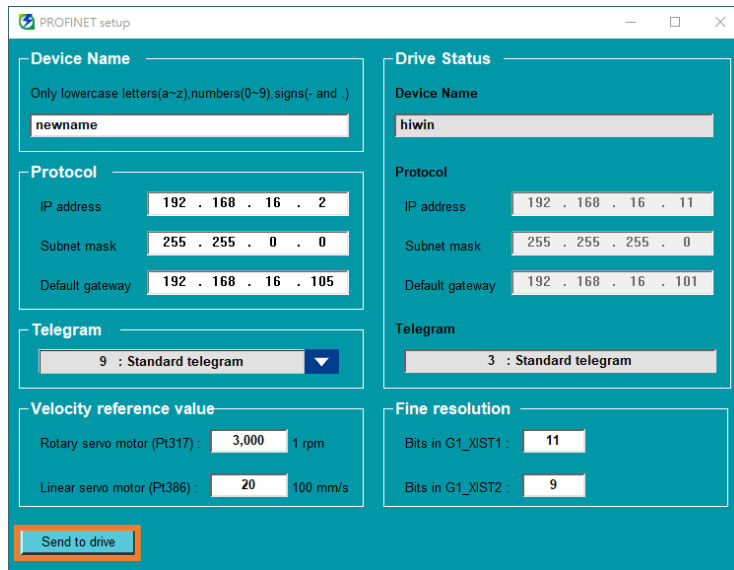 PROFINET setup
Device Name
Only lowercase letters(a~z),numbers(0~9),signs(- and .)
newname
Protocol
IP address 192 . 168 . 16 . 2
Subnet mask 255 . 255 . 0 . 0
Default gateway 192 . 168 . 16 . 105
Telegram
9 : Standard telegram
Velocity reference value
Rotary servo motor (Pt317) : 3,000 1 rpm
Linear servo motor (Pt386) : 20 100 mm/s
Send to drive
Drive Status
Device Name
hiwin
Protocol
IP address 192 . 168 . 16 . 11
Subnet mask 255 . 255 . 255 . 0
Default gateway 192 . 168 . 16 . 101
Telegram
3 : Standard telegram
Fine resolution
Bits in G1_XIST1 : 11
Bits in G1_XIST2 : 9